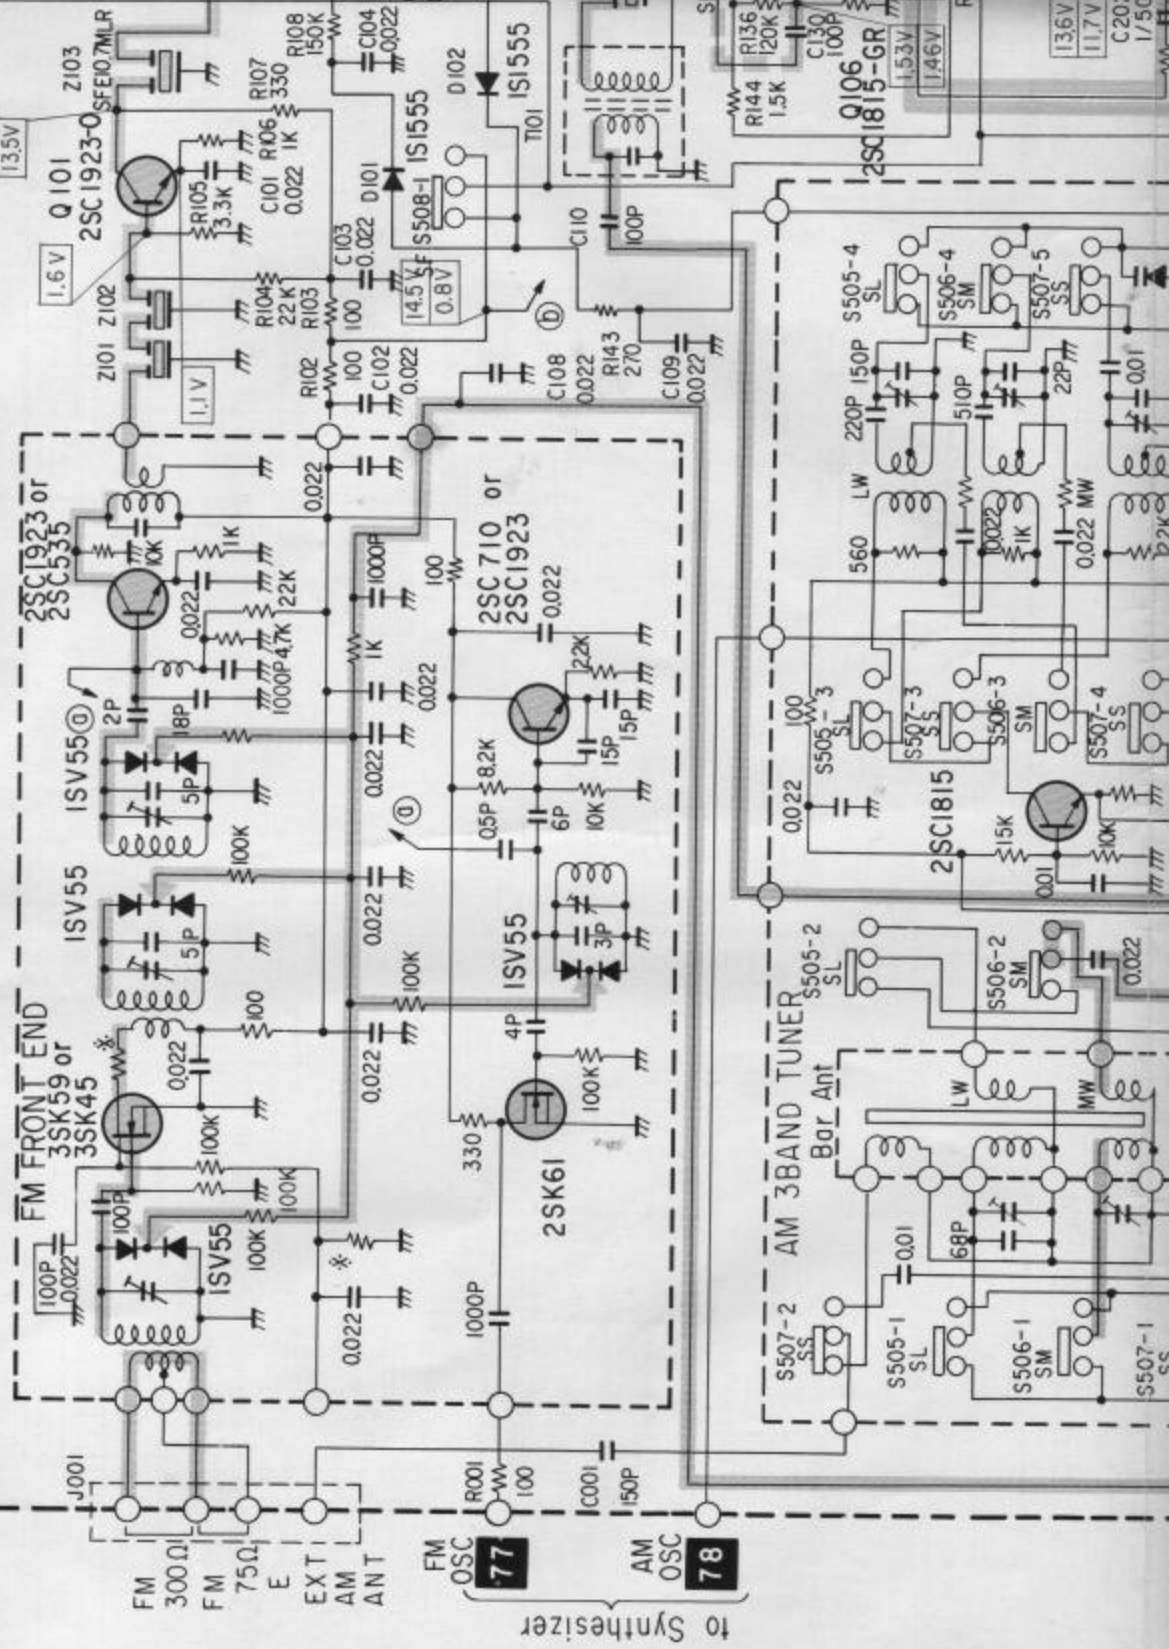 13.5V
Z103
SFE10.7MLR
R108
150K
C104
0.022
R107
330
Q101
2SC1923-O
R106
1K
R105
3.3K
C101
0.022
1.6V
D102
IS1555
D101
IS1555
S508-1
T101
R136
120K
C130
100P
R144
1.5K
1.53V
1.46V
Q106
2SC1815-GR
13.6V
11.7V
Z102
Z101
R104
22K
R103
100
C103
0.022
14.5V
0.8V
C110
100P
b
1.1V
R102
100
C102
0.022
C108
0.022
R143
270
C109
0.022
S505-4
SL
S506-4
SM
S507-5
SS
150P
220P
510P
22P
0.01
LW
MW
2SC1923 or
2SC535
10K
1K
0.022
22K
4.7K
1000P
0.022
1000P
1K
100
2SC710 or
2SC1923
0.022
22K
15P
15P
560
0.022
1K
0.022
2.2K
a
2P
18P
ISV55
5P
0.022
0.022
8.2K
0.5P
6P
10K
100
S505-3
SL
S507-3
SS
S506-3
SM
S507-4
SS
0.022
2SC1815
15K
10K
0.01
a
100K
ISV55
5P
0.022
ISV55
3P
S505-2
SL
S506-2
SM
0.022
FM FRONT END
3SK59 or
3SK45
※
0.022
100
100K
0.022
4P
100K
330
2SK61
AM 3BAND TUNER
Bar Ant
LW
MW
100P
0.022
100P
100K
100K
100K
ISV55
※
0.022
1000P
0.01
68P
S507-2
SS
S505-1
SL
S506-1
SM
S507-1
SS
J001
R001
100
C001
150P
FM
300Ω
FM
75Ω
E
EXT
AM
ANT
FM
OSC
77
AM
OSC
78
to Synthesizer